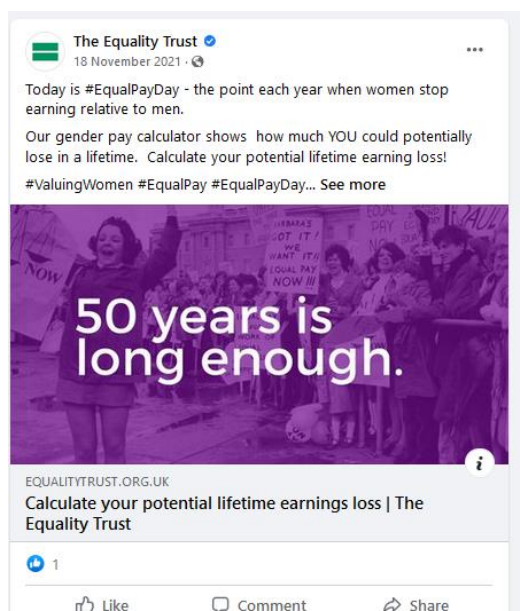 The Equality Trust
18 November 2021 ·
Today is #EqualPayDay - the point each year when women stop
earning relative to men.
Our gender pay calculator shows how much YOU could potentially
lose in a lifetime. Calculate your potential lifetime earning loss!
#ValuingWomen #EqualPay #EqualPayDay... See more
NOW
BARBARA'S
GOT IT!
WE
WANT IT!
EQUAL PAY
NOW !!!
EQUAL
PAY
50 years is
long enough.
i
EQUALITYTRUST.ORG.UK
Calculate your potential lifetime earnings loss | The
Equality Trust
1
Like Comment Share